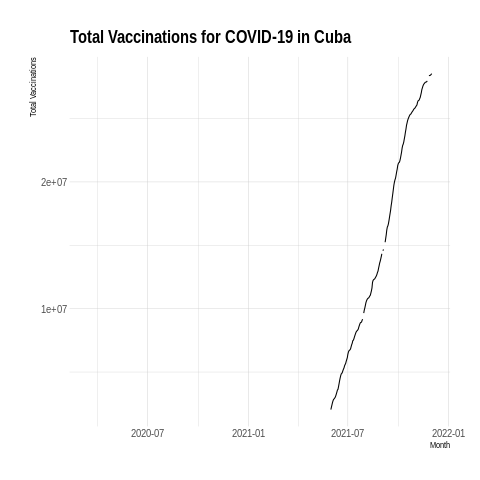 Total Vaccinations for COVID-19 in Cuba
Total Vaccinations
2e+07
1e+07
2020-07 2021-01 2021-07 2022-01
Month